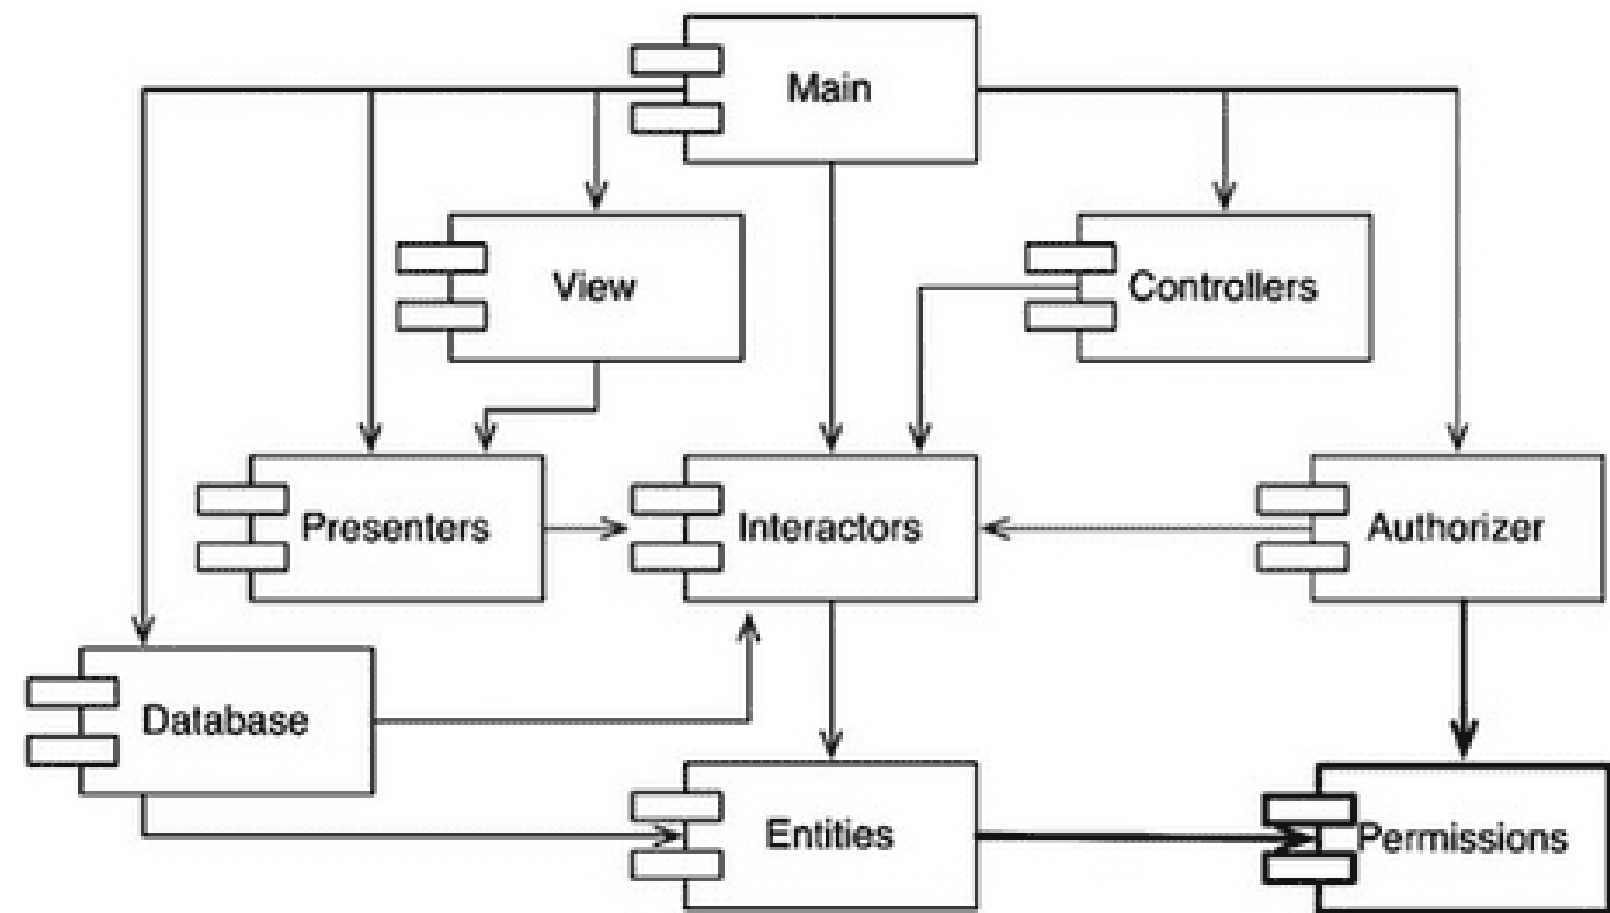 Main
View
Controllers
Presenters
Interactors
Authorizer
Database
Entities
Permissions